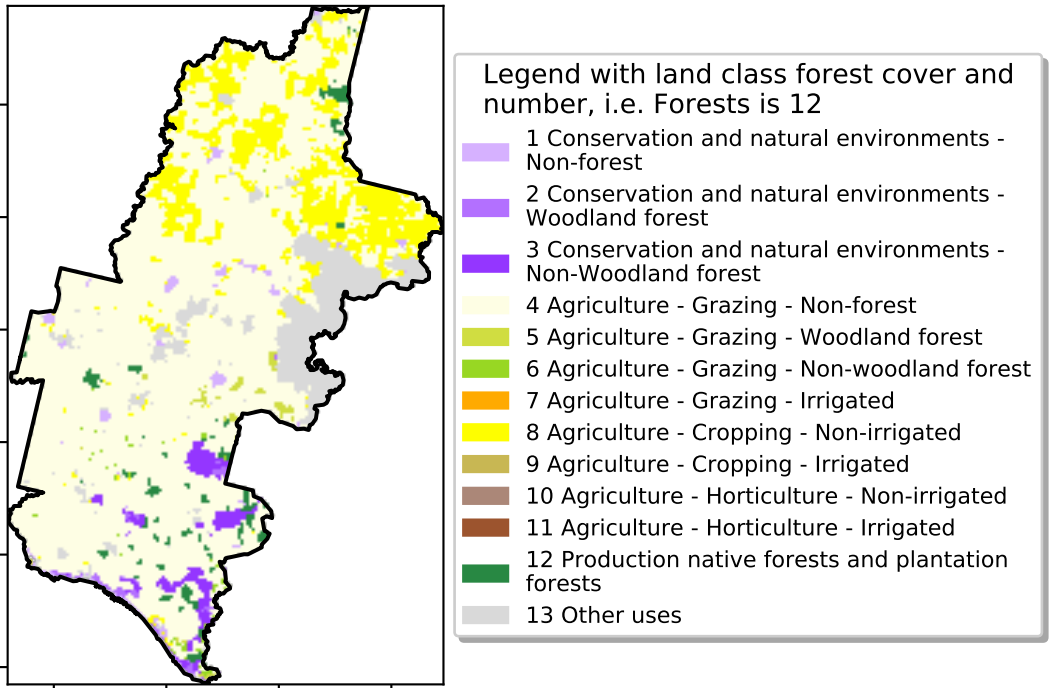 Legend with land class forest cover and
number, i.e. Forests is 12
1 Conservation and natural environments -
Non-forest
2 Conservation and natural environments -
Woodland forest
3 Conservation and natural environments -
Non-Woodland forest
4 Agriculture - Grazing - Non-forest
5 Agriculture - Grazing - Woodland forest
6 Agriculture - Grazing - Non-woodland forest
7 Agriculture - Grazing - Irrigated
8 Agriculture - Cropping - Non-irrigated
9 Agriculture - Cropping - Irrigated
10 Agriculture - Horticulture - Non-irrigated
11 Agriculture - Horticulture - Irrigated
12 Production native forests and plantation
forests
13 Other uses